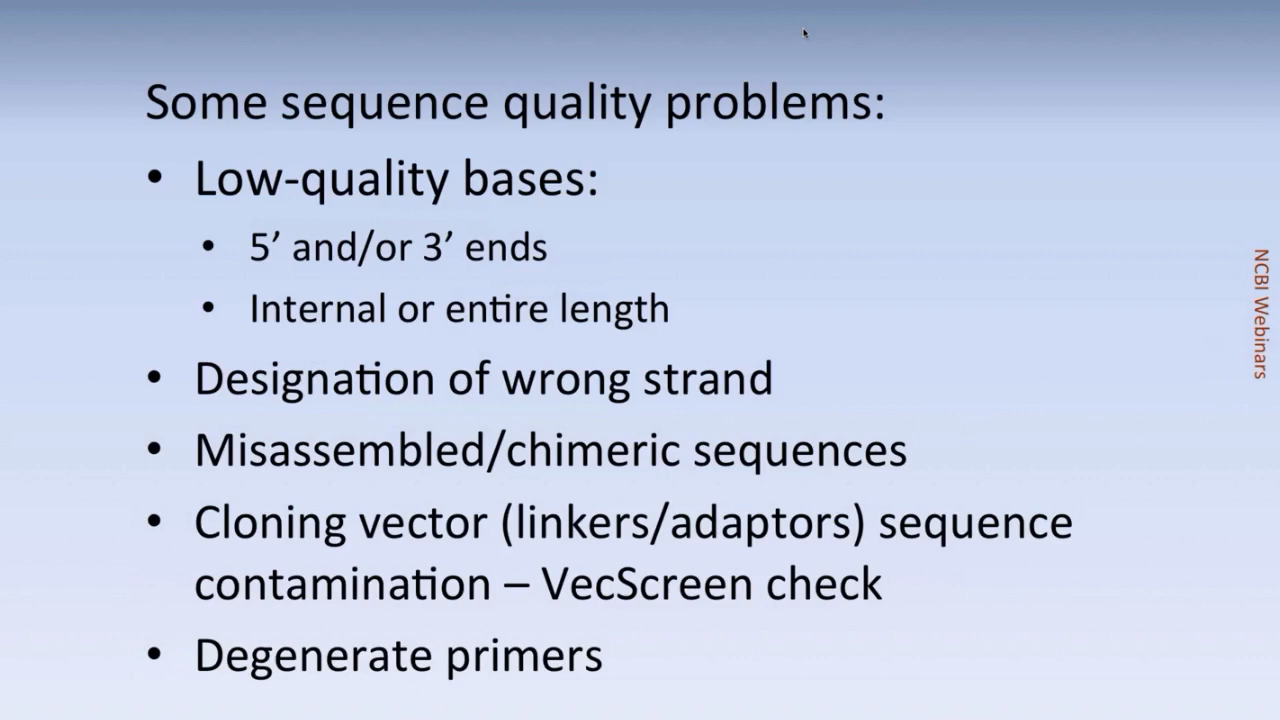 Some sequence quality problems:
• Low-quality bases:
• 5’ and/or 3’ ends
• Internal or entire length
• Designation of wrong strand
• Misassembled/chimeric sequences
• Cloning vector (linkers/adaptors) sequence
contamination – VecScreen check
• Degenerate primers
NCBI Webinars